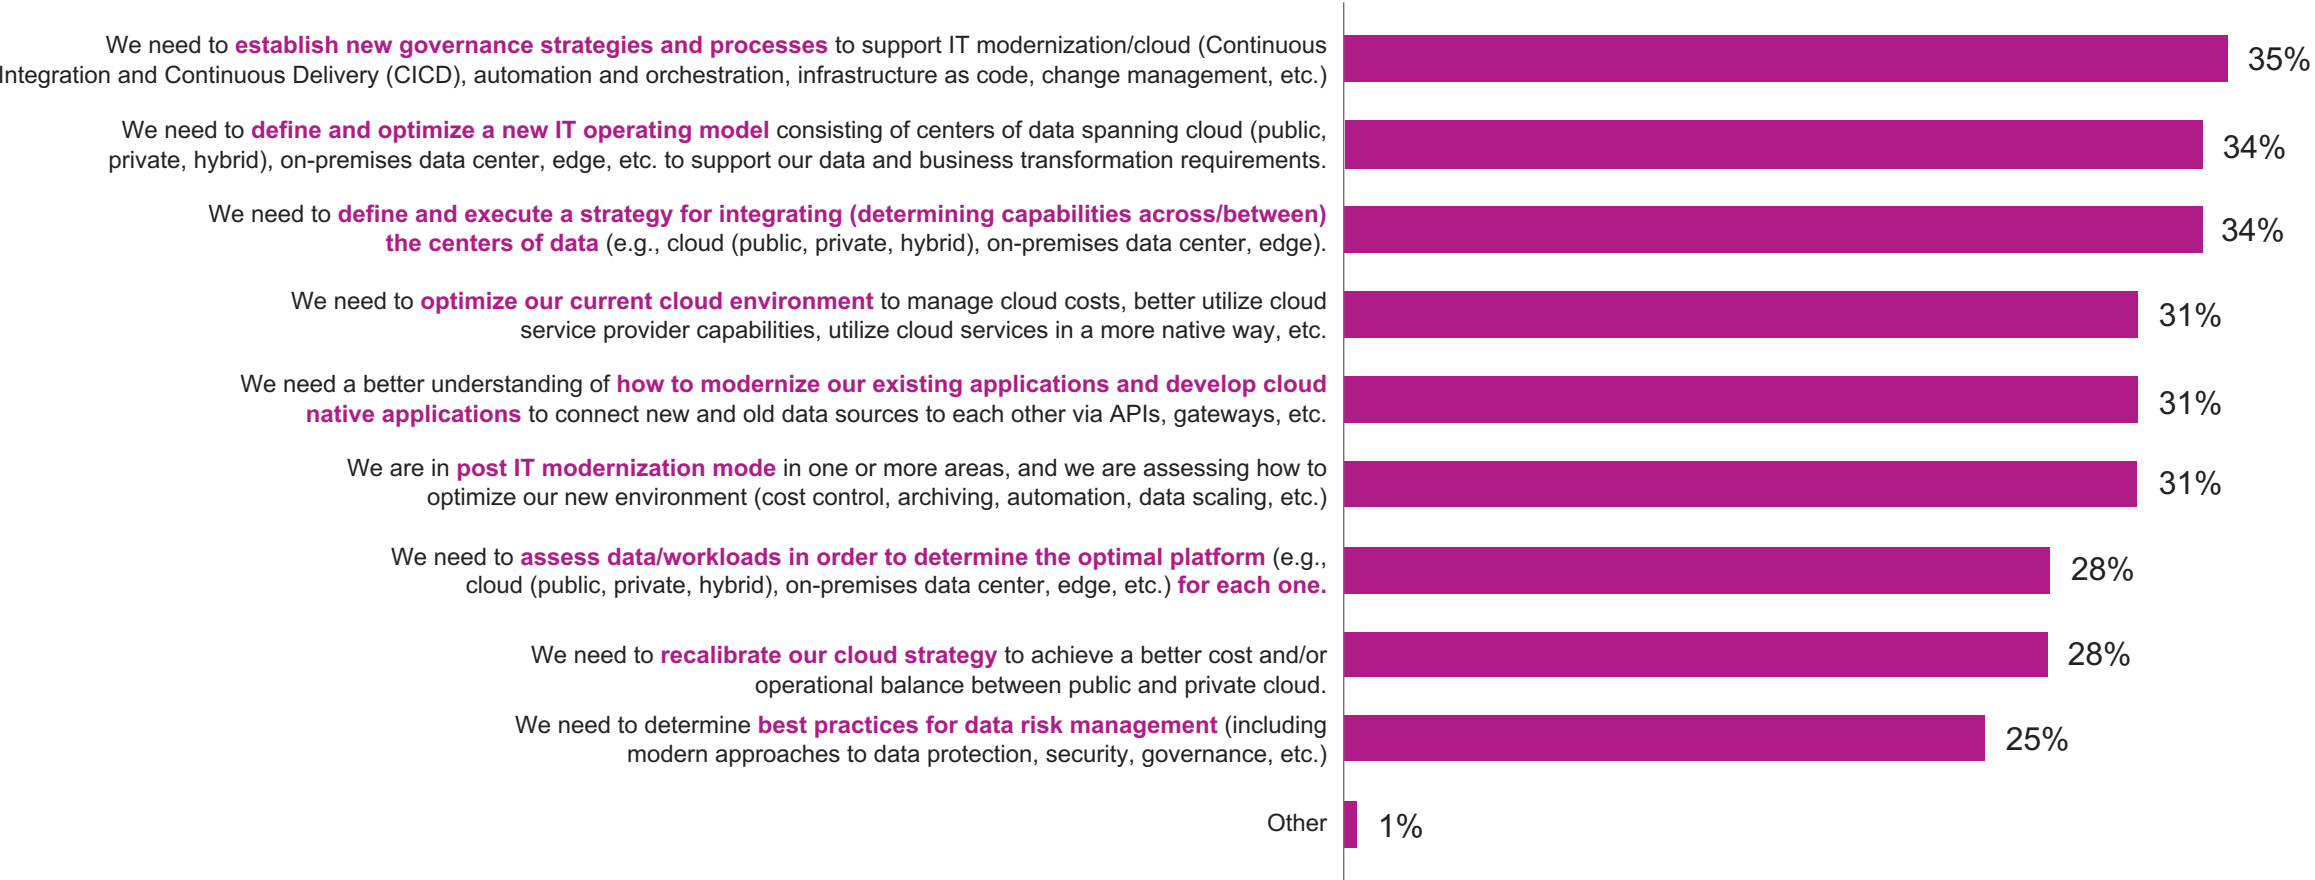 We need to establish new governance strategies and processes to support IT modernization/cloud (Continuous
Integration and Continuous Delivery (CICD), automation and orchestration, infrastructure as code, change management, etc.)
35%
We need to define and optimize a new IT operating model consisting of centers of data spanning cloud (public,
private, hybrid), on-premises data center, edge, etc. to support our data and business transformation requirements.
34%
We need to define and execute a strategy for integrating (determining capabilities across/between)
the centers of data (e.g., cloud (public, private, hybrid), on-premises data center, edge).
34%
We need to optimize our current cloud environment to manage cloud costs, better utilize cloud
service provider capabilities, utilize cloud services in a more native way, etc.
31%
We need a better understanding of how to modernize our existing applications and develop cloud
native applications to connect new and old data sources to each other via APIs, gateways, etc.
31%
We are in post IT modernization mode in one or more areas, and we are assessing how to
optimize our new environment (cost control, archiving, automation, data scaling, etc.)
31%
We need to assess data/workloads in order to determine the optimal platform (e.g.,
cloud (public, private, hybrid), on-premises data center, edge, etc.) for each one.
28%
We need to recalibrate our cloud strategy to achieve a better cost and/or
operational balance between public and private cloud.
28%
We need to determine best practices for data risk management (including
modern approaches to data protection, security, governance, etc.)
25%
Other
1%